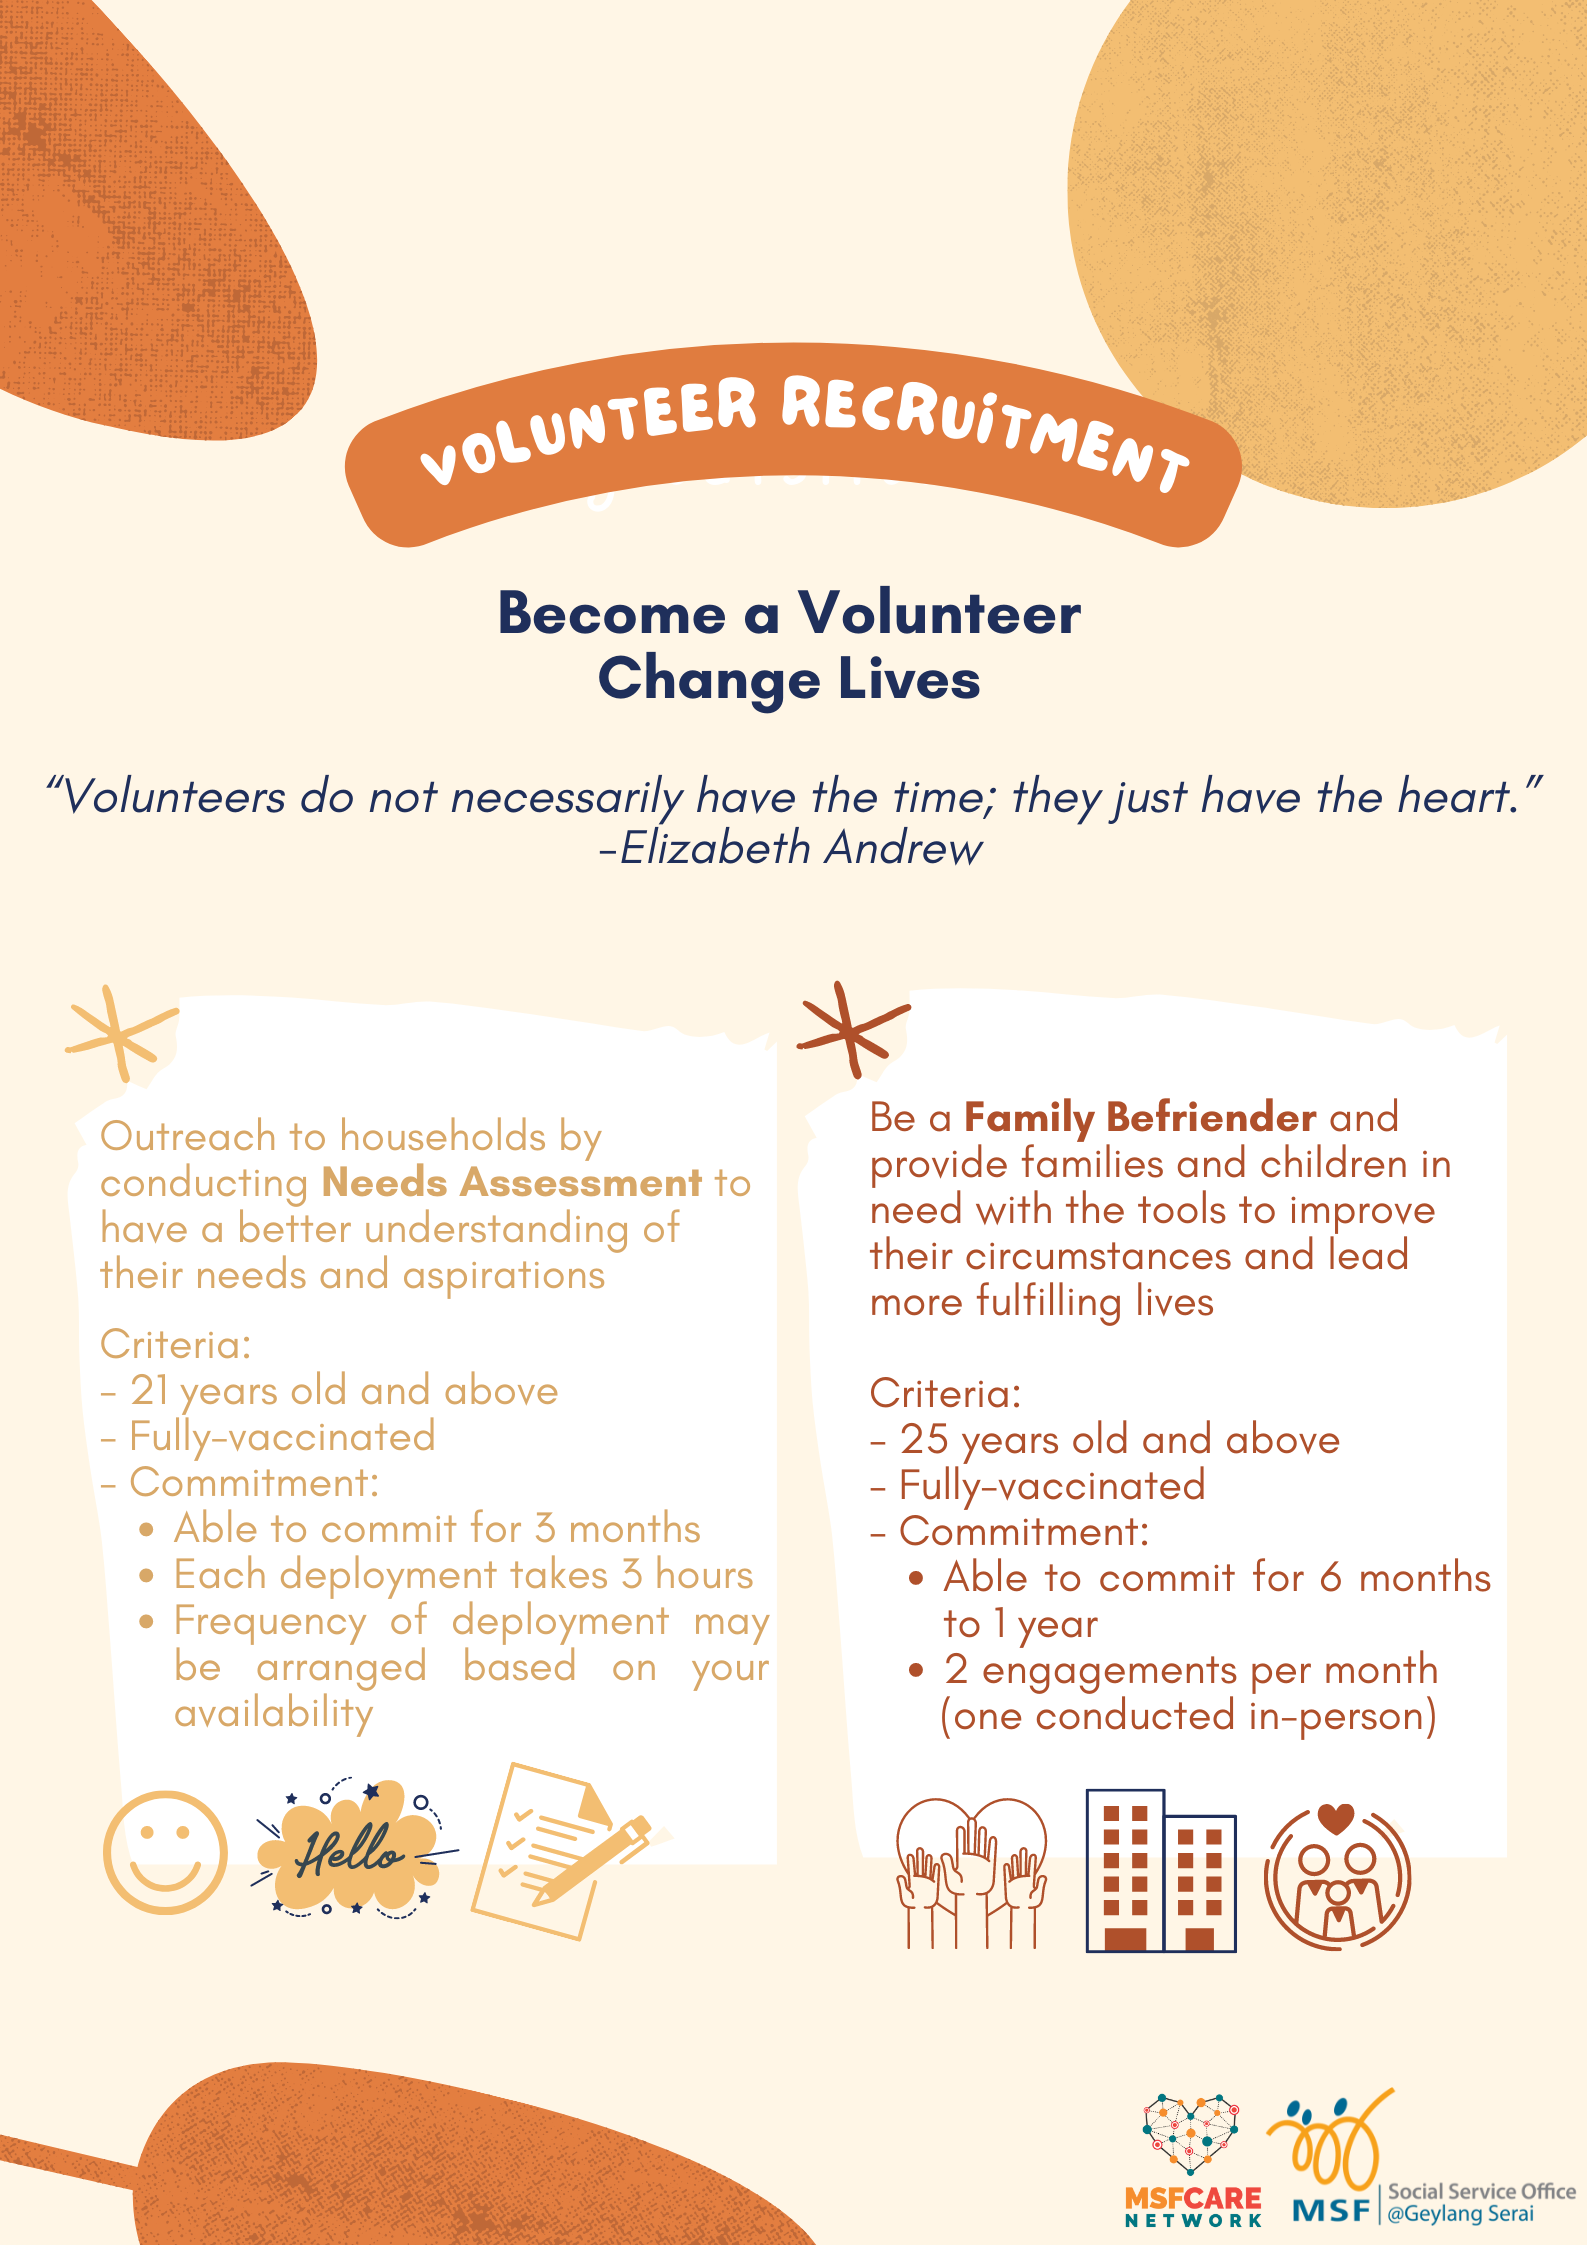 VOLUNTEER RECRUITMENT
Become a Volunteer
Change Lives
“Volunteers do not necessarily have the time; they just have the heart.”
-Elizabeth Andrew
Outreach to households by
conducting Needs Assessment to
have a better understanding of
their needs and aspirations
Criteria:
- 21 years old and above
- Fully-vaccinated
- Commitment:
• Able to commit for 3 months
• Each deployment takes 3 hours
• Frequency of deployment may
be arranged based on your
availability
Hello
Be a Family Befriender and
provide families and children in
need with the tools to improve
their circumstances and lead
more fulfilling lives
Criteria:
- 25 years old and above
- Fully-vaccinated
- Commitment:
• Able to commit for 6 months
to 1 year
• 2 engagements per month
(one conducted in-person)
MSFCARE
NETWORK
MSF
Social Service Office
@Geylang Serai